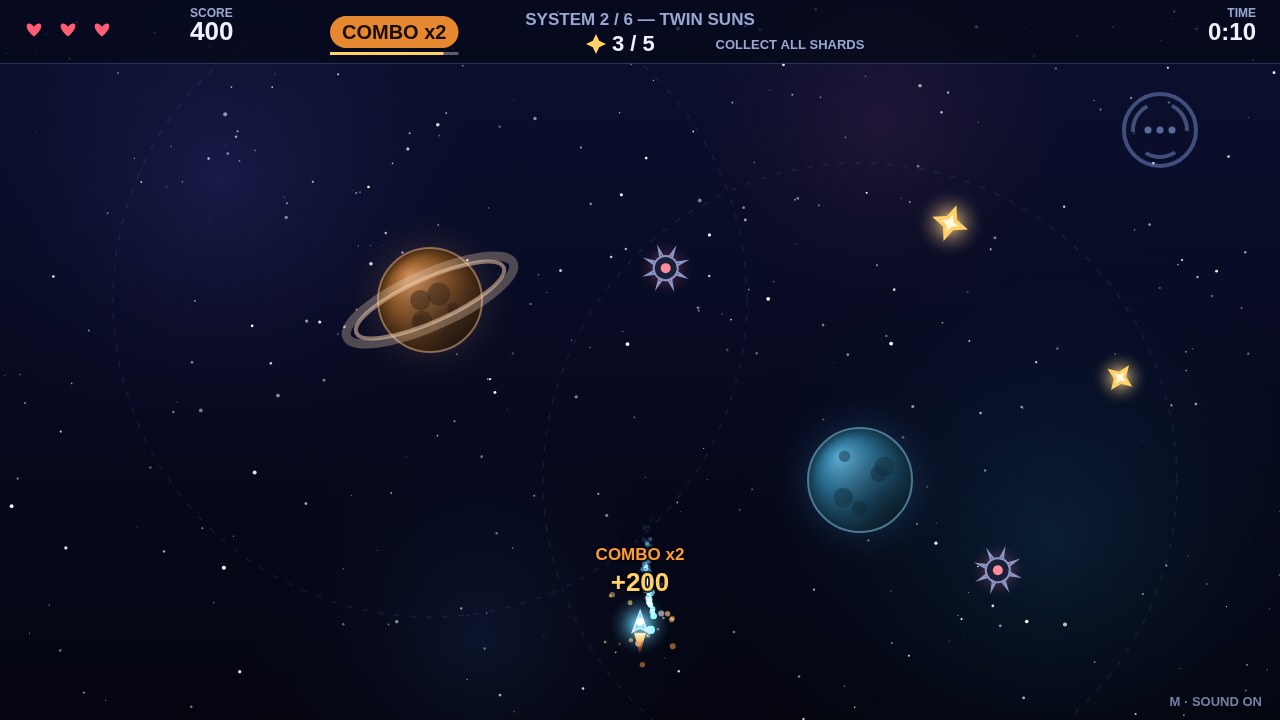 SCORE
400
COMBO x2
SYSTEM 2 / 6 — TWIN SUNS
3 / 5
COLLECT ALL SHARDS
TIME
0:10
COMBO x2
+200
M · SOUND ON